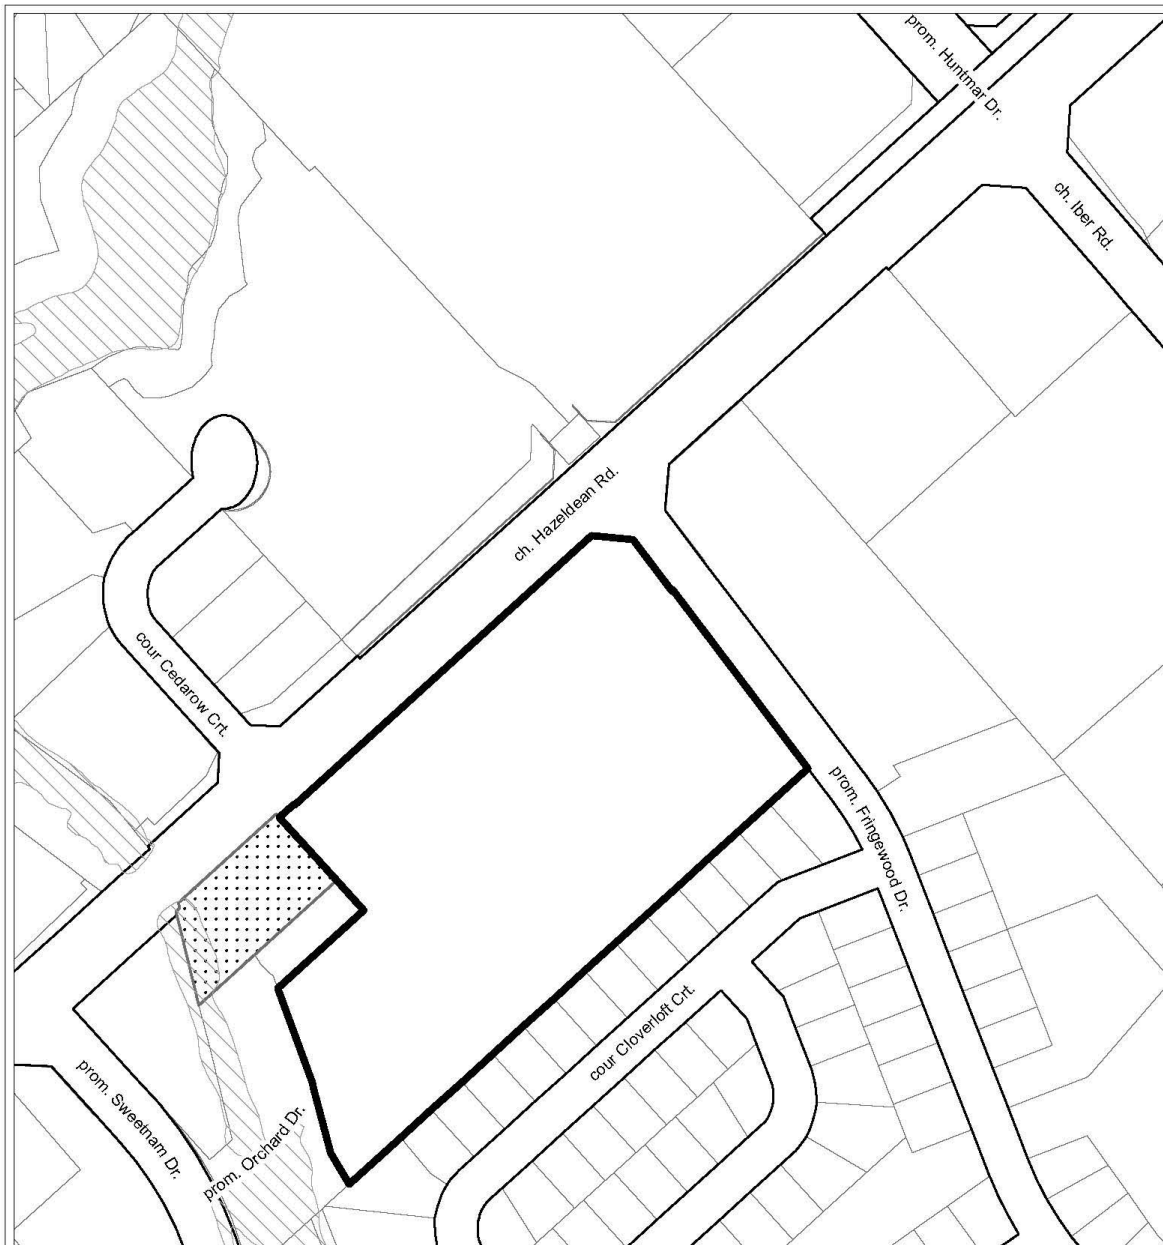 prom. Huntmar Dr.
ch. Iber Rd.
ch. Hazeldean Rd.
cour Cedarow Crt.
prom. Fringewood Dr.
cour Cloverloft Crt.
prom. Sweetnam Dr.
prom. Orchard Dr.